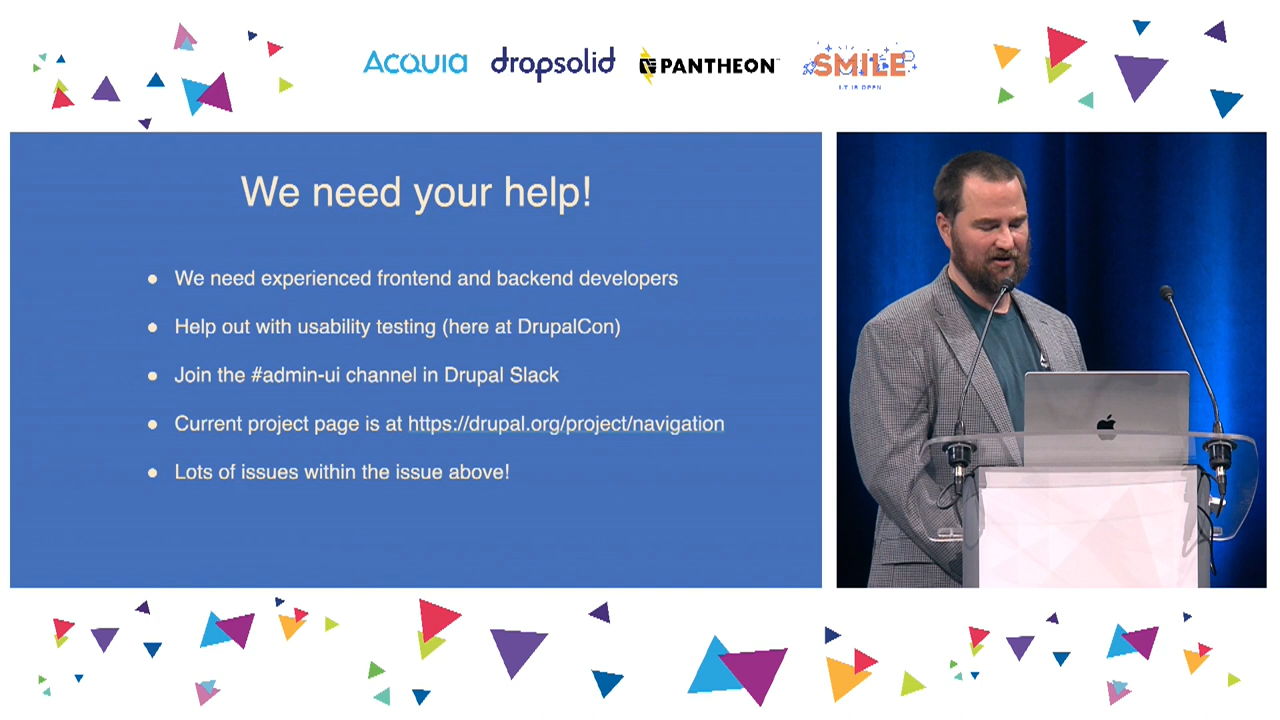 ACQUIA dropsolid PANTHEON SMILE
I.T IS OPEN
We need your help!
● We need experienced frontend and backend developers
● Help out with usability testing (here at DrupalCon)
● Join the #admin-ui channel in Drupal Slack
● Current project page is at https://drupal.org/project/navigation
● Lots of issues within the issue above!